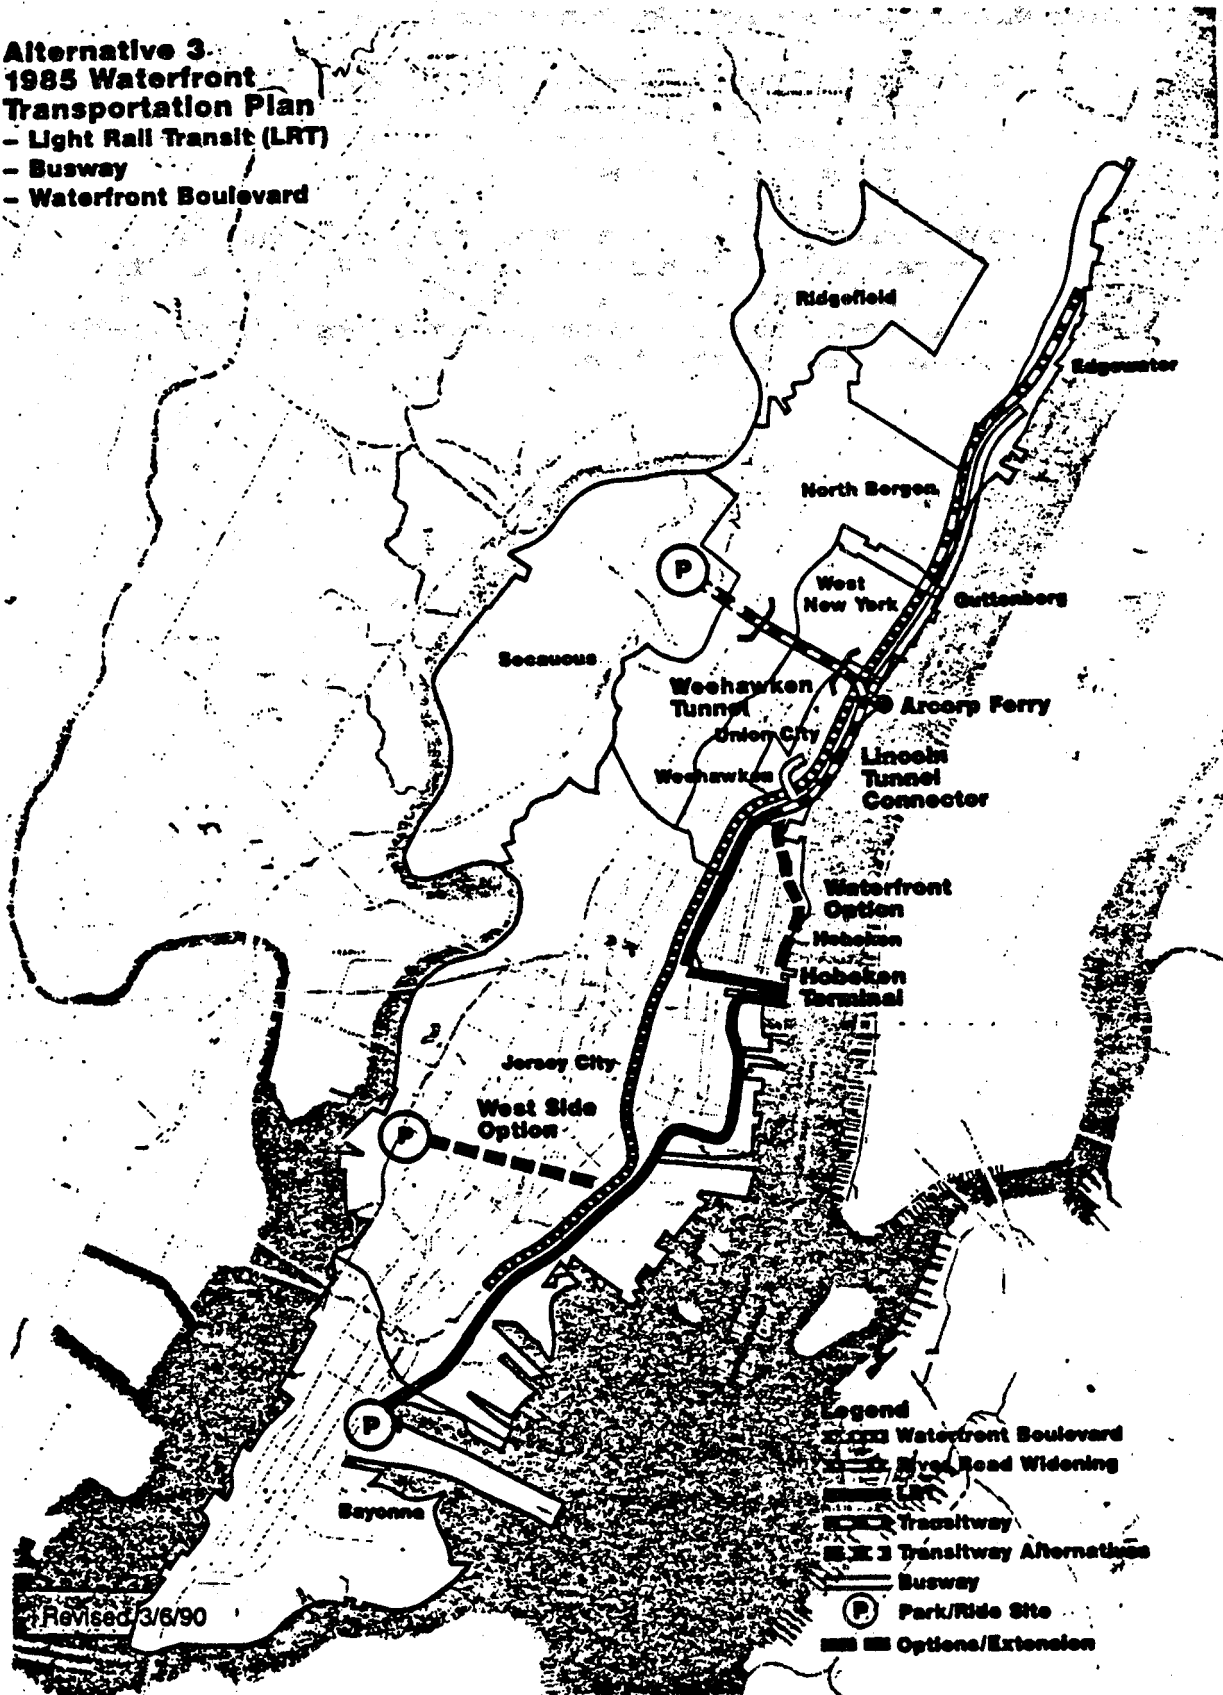 Alternative 3
1985 Waterfront
Transportation Plan
– Light Rail Transit (LRT)
– Busway
– Waterfront Boulevard
Ridgefield
Edgewater
North Bergen
P
West
New York
Guttenberg
Secaucus
Weehawken
Tunnel
Arcorp Ferry
Union City
Lincoln
Tunnel
Connector
Weehawken
Waterfront
Option
Hoboken
Hoboken
Terminal
Jersey City
West Side
Option
P
P
Bayonne
Legend
Waterfront Boulevard
River Road Widening
LRT
Transitway
Transitway Alternatives
Busway
P Park/Ride Site
Options/Extension
Revised 3/6/90